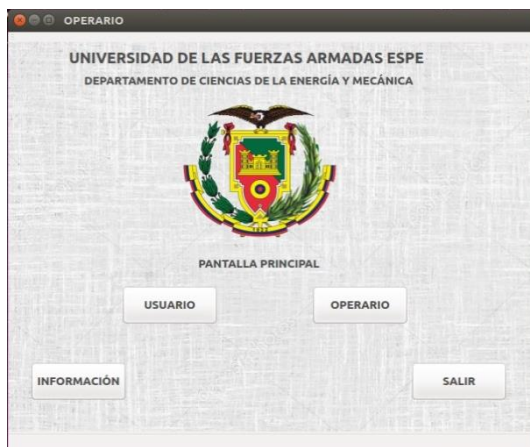 OPERARIO
UNIVERSIDAD DE LAS FUERZAS ARMADAS ESPE
DEPARTAMENTO DE CIENCIAS DE LA ENERGÍA Y MECÁNICA
1922
PANTALLA PRINCIPAL
USUARIO
OPERARIO
INFORMACIÓN
SALIR